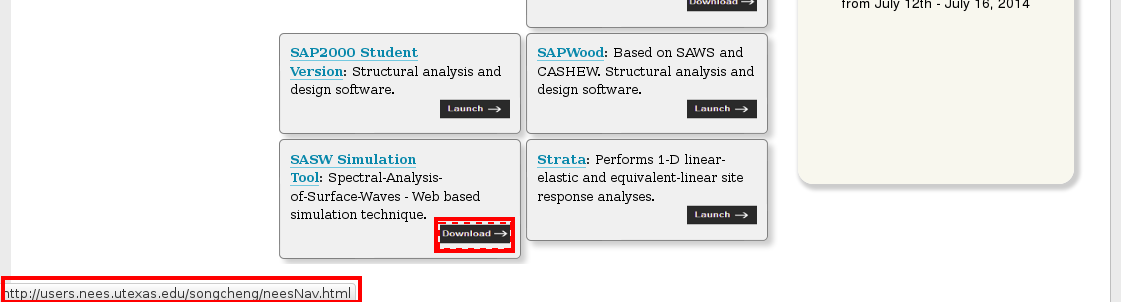 Download
from July 12th - July 16, 2014
SAP2000 Student
Version: Structural analysis and
design software.
Launch
SAPWood: Based on SAWS and
CASHEW. Structural analysis and
design software.
Launch
SASW Simulation
Tool: Spectral-Analysis-
of-Surface-Waves - Web based
simulation technique.
Download
Strata: Performs 1-D linear-
elastic and equivalent-linear site
response analyses.
Launch
http://users.nees.utexas.edu/songcheng/neesNav.html